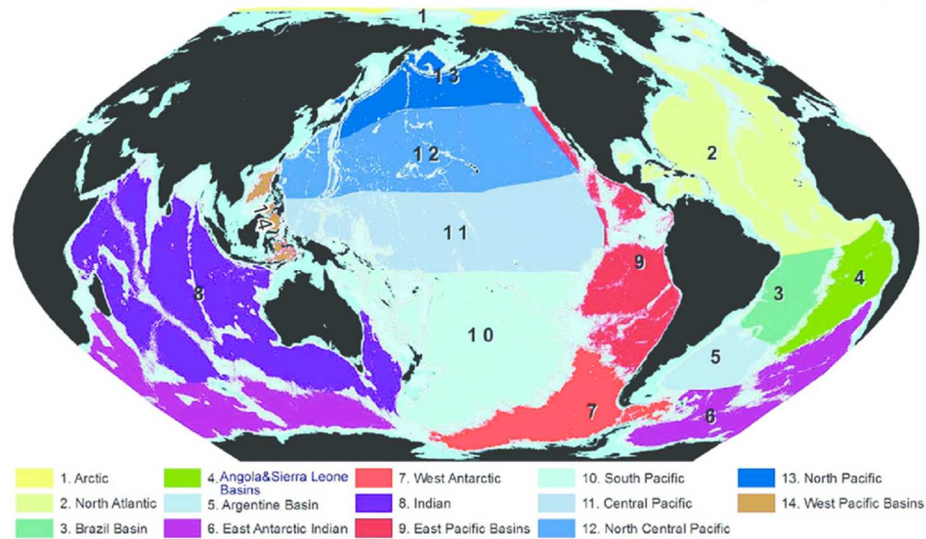 1
13
12
2
14
11
9
8
3
4
10
5
7
6
1. Arctic
2. North Atlantic
3. Brazil Basin
4. Angola&Sierra Leone
Basins
5. Argentine Basin
6. East Antarctic Indian
7. West Antarctic
8. Indian
9. East Pacific Basins
10. South Pacific
11. Central Pacific
12. North Central Pacific
13. North Pacific
14. West Pacific Basins